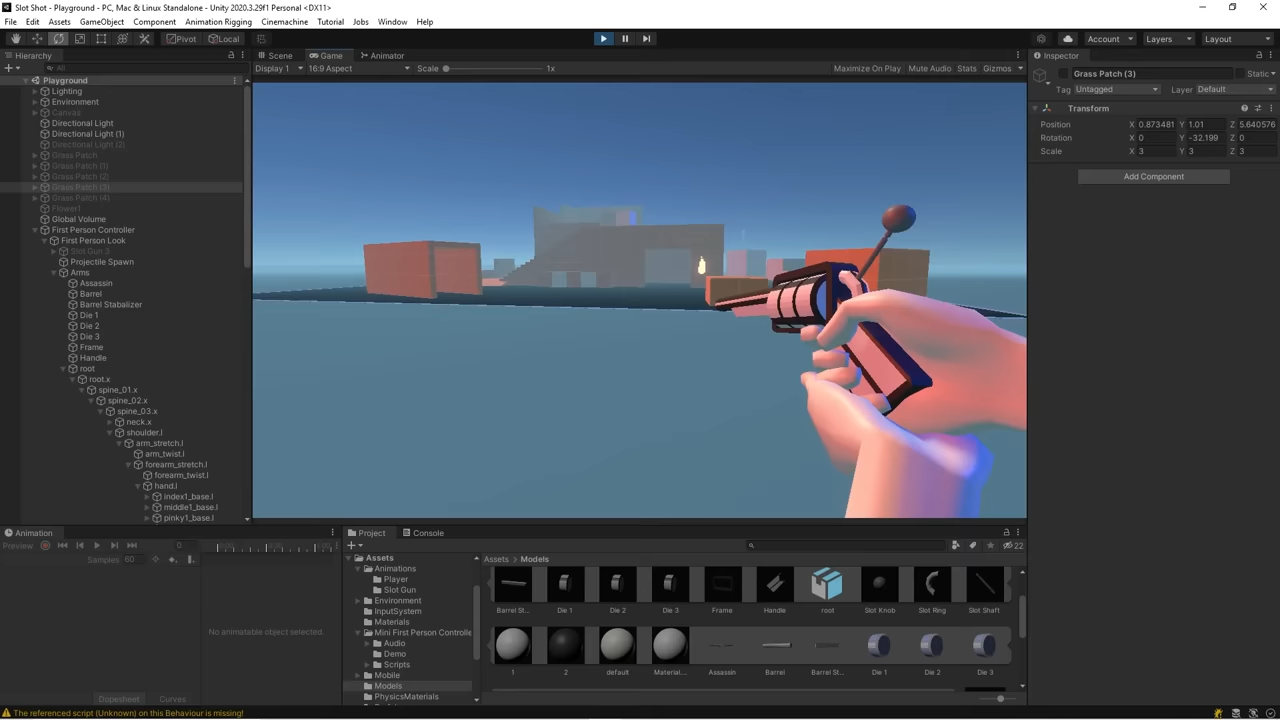 Slot Shot - Playground - PC, Mac & Linux Standalone - Unity 2020.3.29f1 Personal <DX11>
File Edit Assets GameObject Component Animation Rigging Cinemachine Tutorial Jobs Window Help
Pivot Local Account Layers Layout
Hierarchy
All
Playground
Lighting
Environment
Canvas
Directional Light
Directional Light (1)
Directional Light (2)
Grass Patch
Grass Patch (1)
Grass Patch (2)
Grass Patch (3)
Grass Patch (4)
Flower1
Global Volume
First Person Controller
First Person Look
Slot Gun 3
Projectile Spawn
Arms
Assassin
Barrel
Barrel Stabalizer
Die 1
Die 2
Die 3
Frame
Handle
root
root.x
spine_01.x
spine_02.x
spine_03.x
neck.x
shoulder.l
arm_stretch.l
arm_twist.l
forearm_stretch.l
forearm_twist.l
hand.l
index1_base.l
middle1_base.l
pinky1_base.l
Scene Game Animator
Display 1 16:9 Aspect Scale 1x Maximize On Play Mute Audio Stats Gizmos
Inspector
Grass Patch (3) Static
Tag Untagged Layer Default
Transform
Position X 0.873481 Y 1.01 Z 5.640576
Rotation X 0 Y -32.199 Z 0
Scale X 3 Y 3 Z 3
Add Component
Animation
Preview 0
Samples 60
No animatable object selected.
Dopesheet Curves
Project Console
22
Assets
Animations
Player
Slot Gun
Environment
InputSystem
Materials
Mini First Person Controlle
Audio
Demo
Scripts
Mobile
Models
PhysicsMaterials
Assets > Models
Barrel St... Die 1 Die 2 Die 3 Frame Handle root Slot Knob Slot Ring Slot Shaft
1 2 default Material... Assassin Barrel Barrel St... Die 1 Die 2 Die 3
The referenced script (Unknown) on this Behaviour is missing!